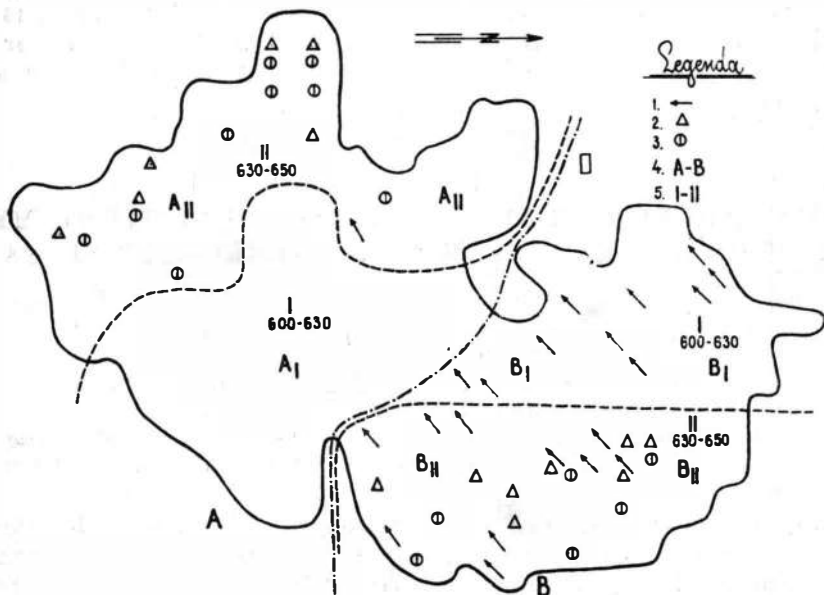 N
Legenda
1.
2.
3.
4. A-B
5. I-II
II
630-650
A II
A II
I
600-630
A I
I
600-630
B I
B I
II
630-650
B II
B II
A
B